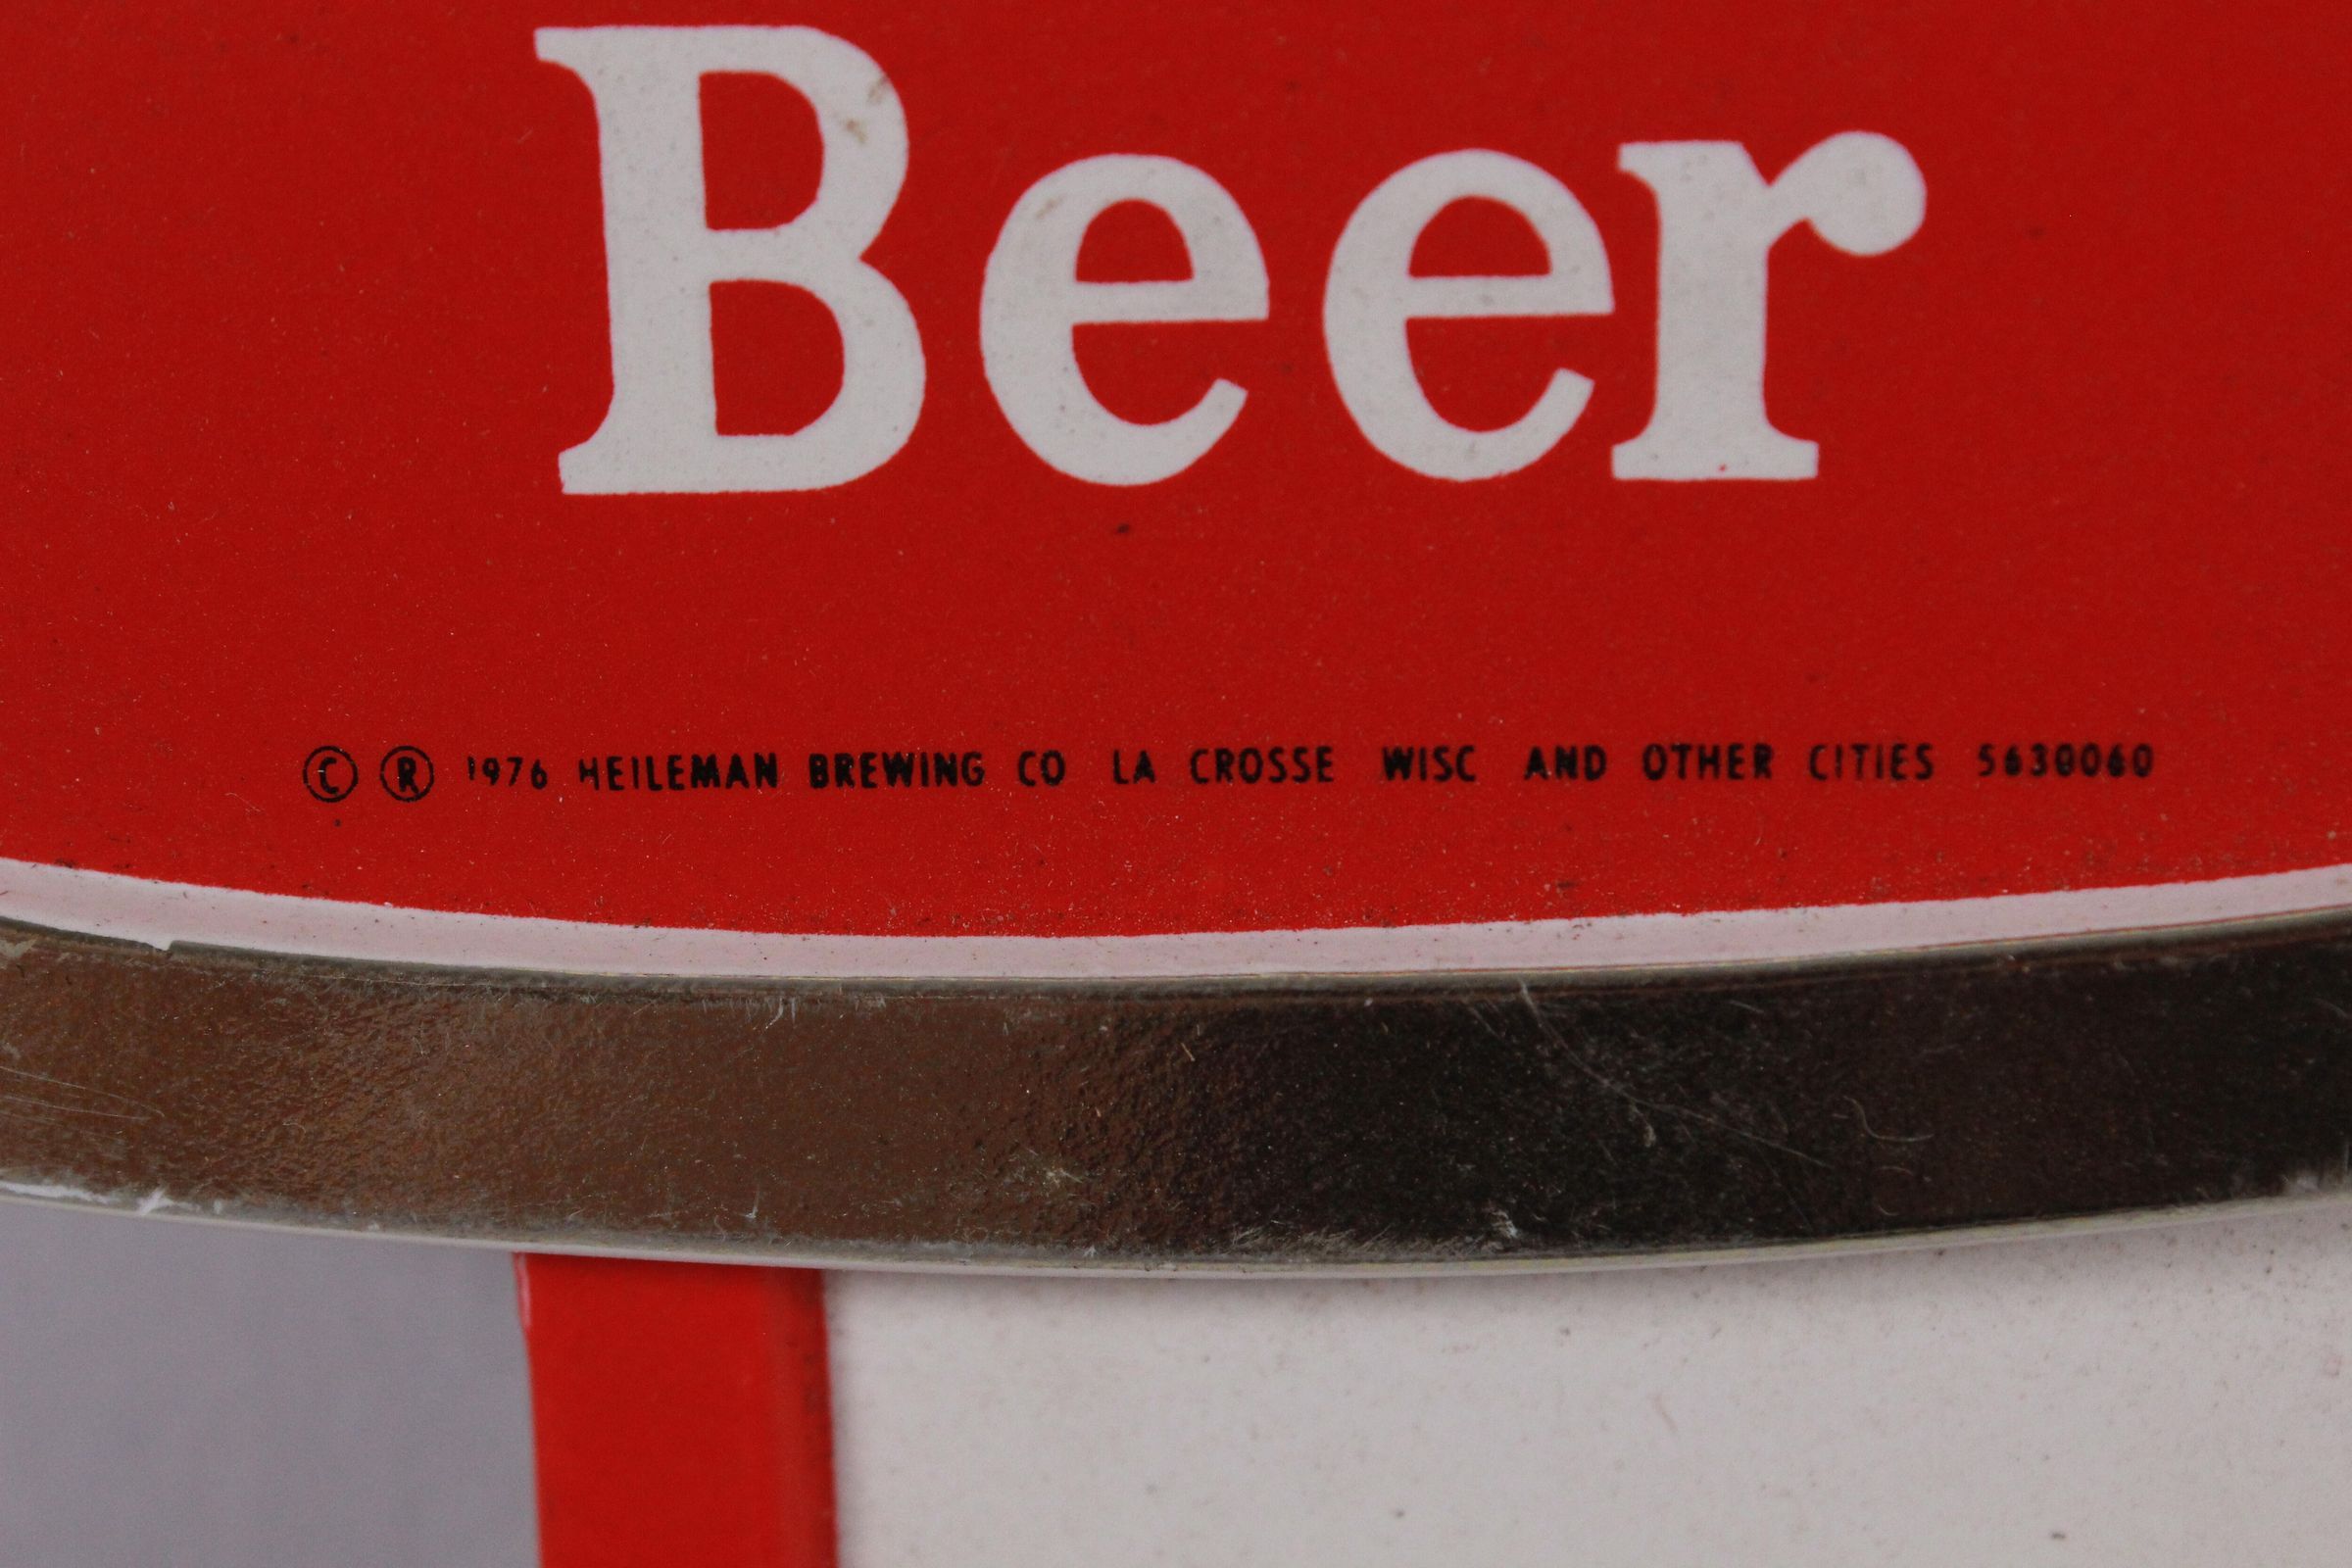 Beer
© ® 1976 HEILEMAN BREWING CO LA CROSSE WISC AND OTHER CITIES 5630060